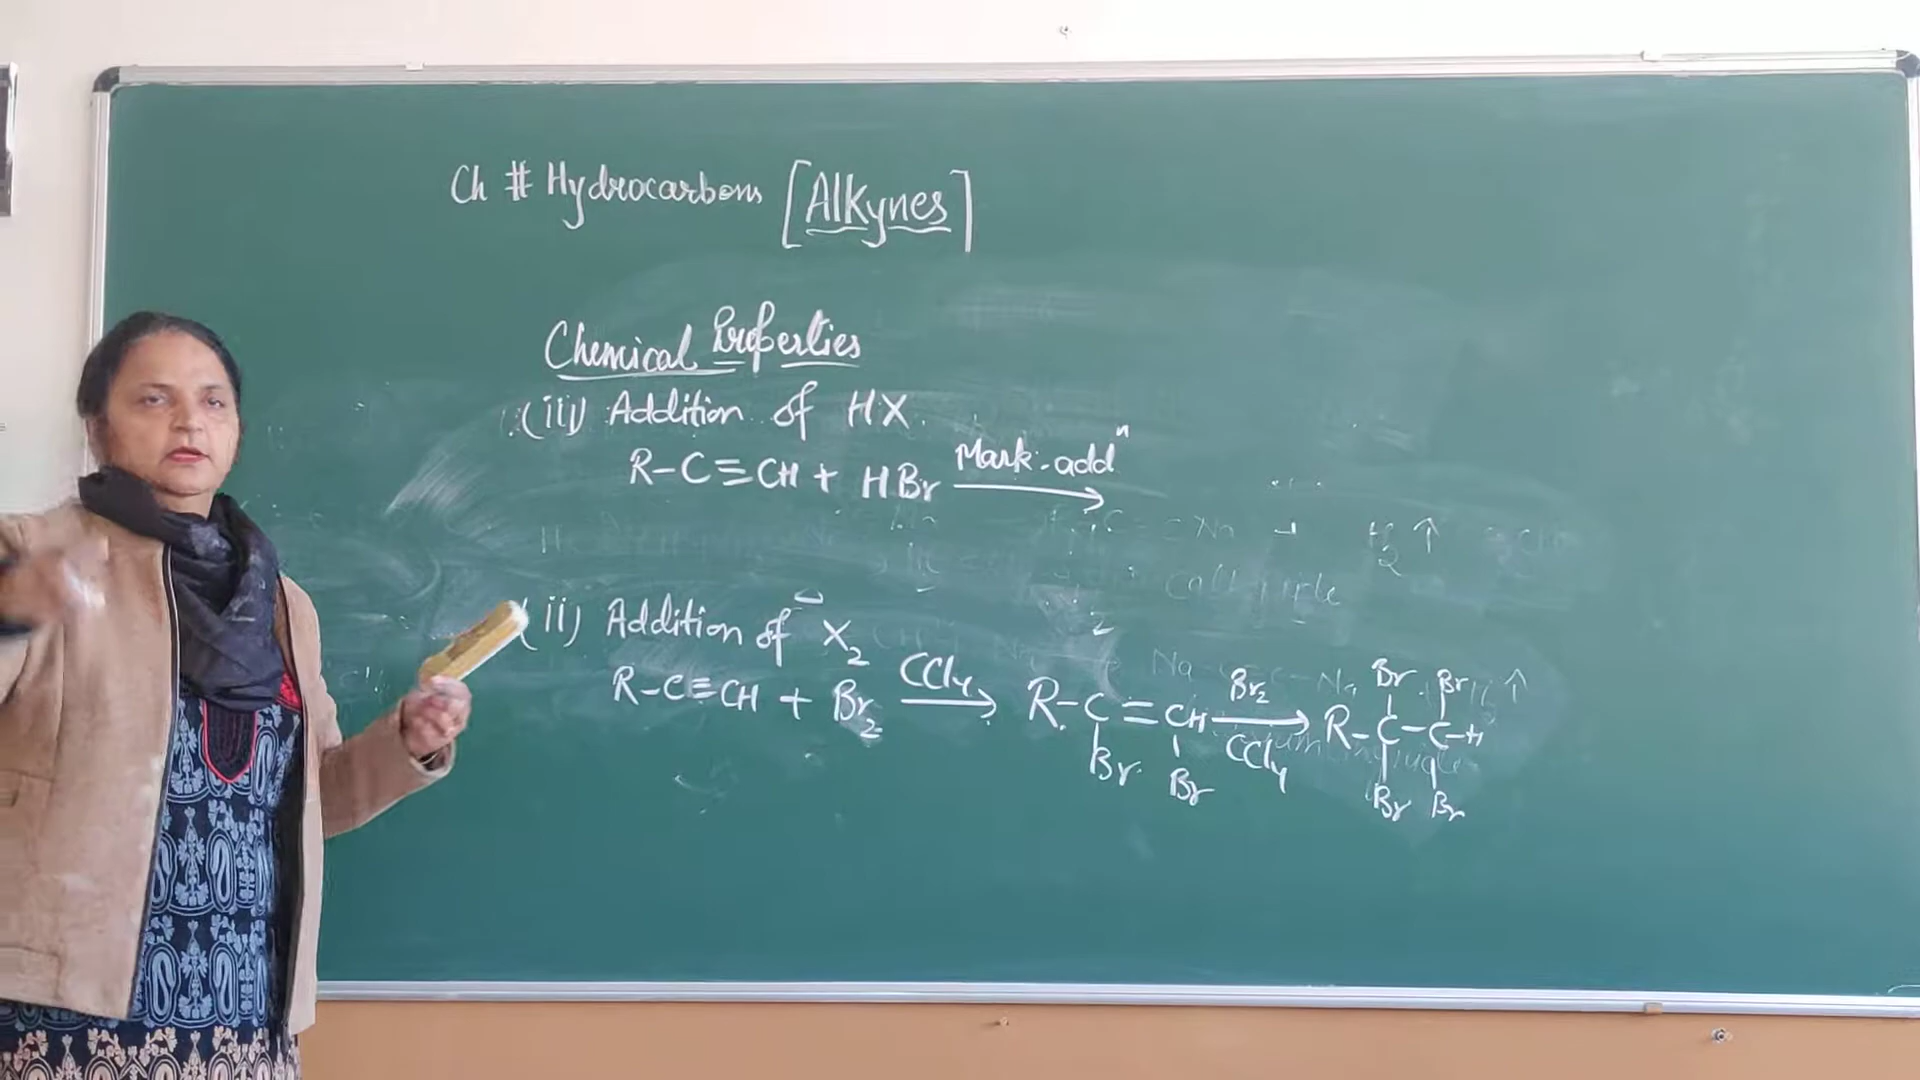 Ch # Hydrocarbons [Alkynes]
Chemical Properties
(iii) Addition of HX
R-C≡CH + HBr Mark. addⁿ →
(ii) Addition of X₂
R-C≡CH + Br₂ CCl₄ → R-C=CH Br₂ → CCl₄ R-C-C-H
Br Br
Br Br
Br Br